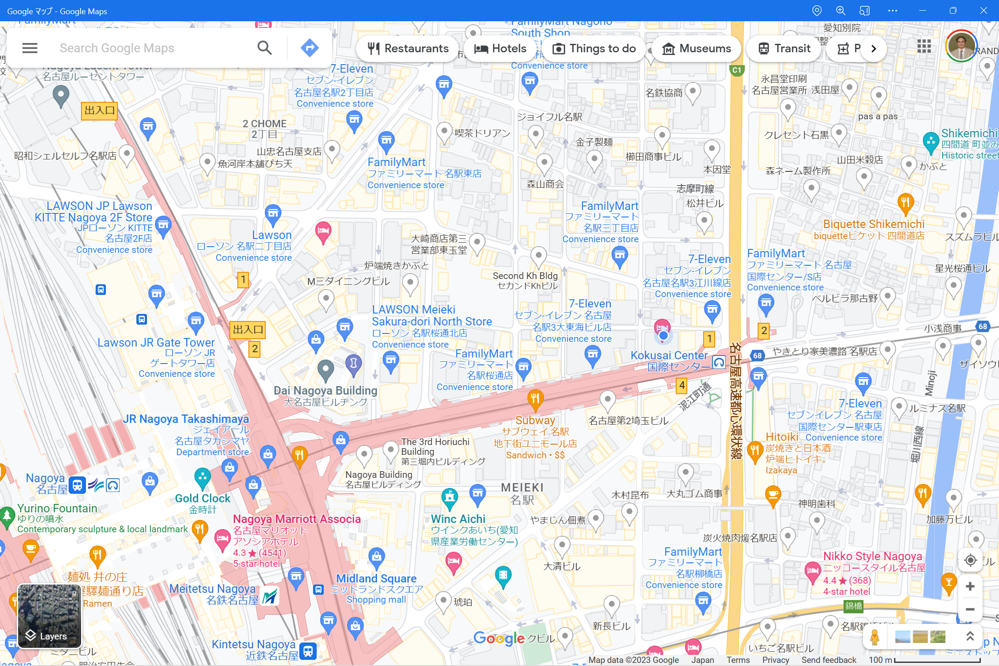 Google マップ - Google Maps
Search Google Maps
Restaurants
Hotels
Things to do
Museums
Transit
South Shop
Convenience store
愛知別院
C1
名古屋ルーセントタワー
出入口
7-Eleven
セブン-イレブン
名古屋名駅2丁目店
Convenience store
2 CHOME
2丁目
山忠名古屋支店
魚河岸本舗ぴち天
昭和シェルセルフ名駅店
喫茶ドリアン
FamilyMart
ファミリーマート 名駅東店
Convenience store
ジョイフル名駅
金子製麺
森山商会
名鉄協商
櫛田商事ビル
本因堂
志摩町線
松井ビル
永昌堂印刷
名古屋営業所
浅田屋
pas a pas
クレセント石黒
山田米穀店
森ネーム製作所
かぶと
Shikemichi
四間道 町並み
Historic street
Biquette Shikemichi
biquetteビケット 四間道店
スズムラビル
星光桜通ビル
LAWSON JP Lawson
KITTE Nagoya 2F Store
JPローソン KITTE
名古屋2F店
Convenience store
Lawson
ローソン 名駅二丁目店
Convenience store
大崎商店第三
営業部東玉堂
炉端焼きかぶと
M三ダイニングビル
Second Kh Bldg
セカンドKhビル
FamilyMart
ファミリーマート
名駅三丁目店
Convenience store
7-Eleven
セブン-イレブン
名古屋名駅3江川線店
Convenience store
FamilyMart
ファミリーマート 名古屋
国際センター/S店
Convenience store
ベルビラ那古野
小浅商事
68
1
出入口
2
LAWSON Meieki
Sakura-dori North Store
ローソン 名駅桜通北店
Convenience store
7-Eleven
セブン-イレブン 名古屋
名駅3大東海ビル店
Convenience store
1
2
Lawson JR Gate Tower
ローソン JR
ゲートタワー店
Convenience store
FamilyMart
ファミリーマート
名駅桜通店
Convenience store
Kokusai Center
国際センター
68
やきとり家美濃路 名駅店
4
泥江町通
名古屋高速都心環状線
Minoji
堀川西線
Dai Nagoya Building
大名古屋ビルヂング
JR Nagoya Takashimaya
ジェイアール
名古屋タカシマヤ
Department store
Subway
サブウェイ 名駅
地下街ユニモール店
Sandwich • $$
名古屋第2埼玉ビル
7-Eleven
セブンイレブン 名古屋
国際センター駅東店
Convenience store
ルミナス名駅
Hitoiki
炭焼きと日本酒
炉端ヒトイキ。
Izakaya
The 3rd Horiuchi
Building
第三堀内ビルディング
Nagoya Building
名古屋ビルディング
Nagoya
名古屋
Gold Clock
金時計
Yurino Fountain
ゆりの噴水
Contemporary sculpture & local landmark
Nagoya Marriott Associa
名古屋マリオット
アソシアホテル
4.3 ★ (4541)
5-star hotel
MEIEKI
名駅
Winc Aichi
ウインクあいち(愛知
県産業労働センター)
木村昆布
大丸ゴム商事
やまじん佃煮
神明歯科
加藤万ビル
炭火焼肉煖名駅店
大清ビル
FamilyMart
ファミリーマート
名駅柳橋店
Convenience store
Nikko Style Nagoya
ニッコースタイル名古屋
4.4 ★ (368)
4-star hotel
錦橋
麺処 井の庄
屋驛麺通り店
Ramen
Meitetsu Nagoya
名鉄名古屋
Midland Square
ミッドランドスクエア
Shopping mall
琥珀
新長ビル
いちご名駅ビル
Kintetsu Nagoya
近鉄名古屋
Layers
Google
Map data ©2023 Google
Japan
Terms
Privacy
Send feedback
100 m